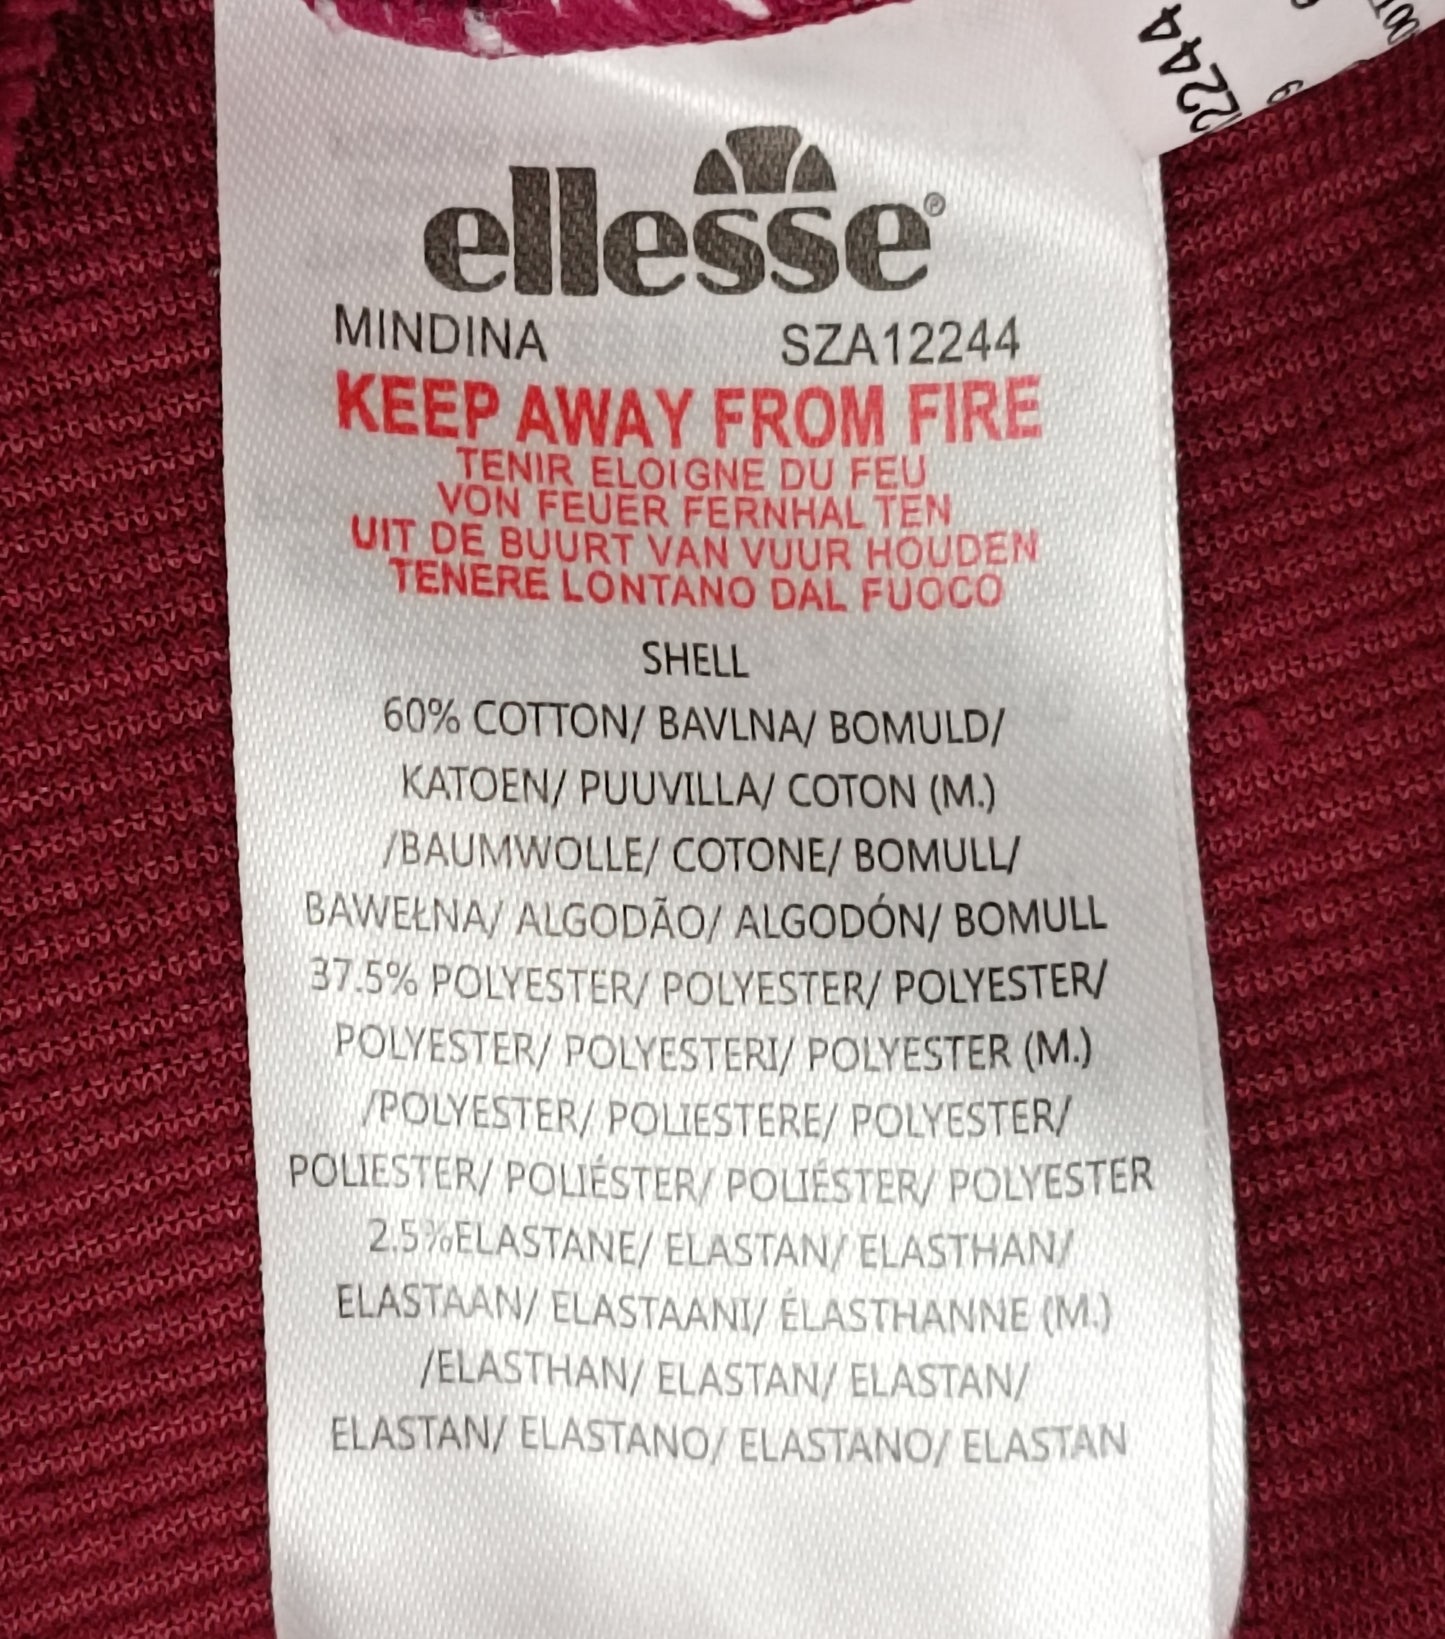 ellesse®
MINDINA SZA12244
KEEP AWAY FROM FIRE
TENIR ELOIGNE DU FEU
VON FEUER FERNHAL TEN
UIT DE BUURT VAN VUUR HOUDEN
TENERE LONTANO DAL FUOCO
SHELL
60% COTTON/ BAVLNA/ BOMULD/
KATOEN/ PUUVILLA/ COTON (M.)
/BAUMWOLLE/ COTONE/ BOMULL/
BAWEŁNA/ ALGODÃO/ ALGODÓN/ BOMULL
37.5% POLYESTER/ POLYESTER/ POLYESTER/
POLYESTER/ POLYESTERI/ POLYESTER (M.)
/POLYESTER/ POLIESTERE/ POLYESTER/
POLIESTER/ POLIÉSTER/ POLIÉSTER/ POLYESTER
2.5%ELASTANE/ ELASTAN/ ELASTHAN/
ELASTAAN/ ELASTAANI/ ÉLASTHANNE (M.)
/ELASTHAN/ ELASTAN/ ELASTAN/
ELASTAN/ ELASTANO/ ELASTANO/ ELASTAN